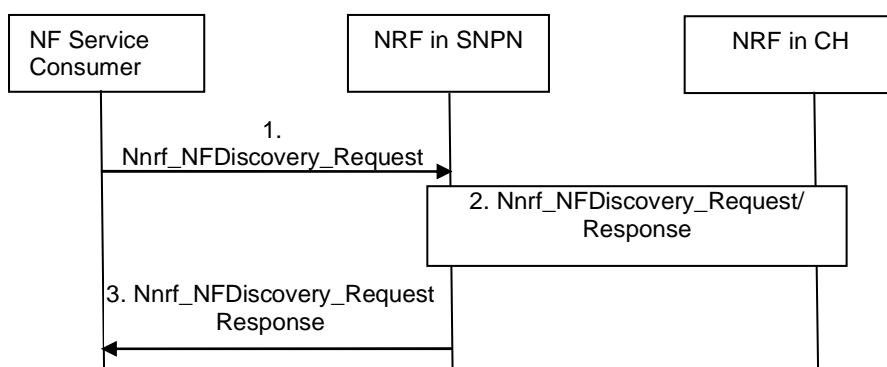 NF Service
Consumer
NRF in SNPN
NRF in CH
1.
Nnrf_NFDiscovery_Request
2. Nnrf_NFDiscovery_Request/
Response
3. Nnrf_NFDiscovery_Request
Response